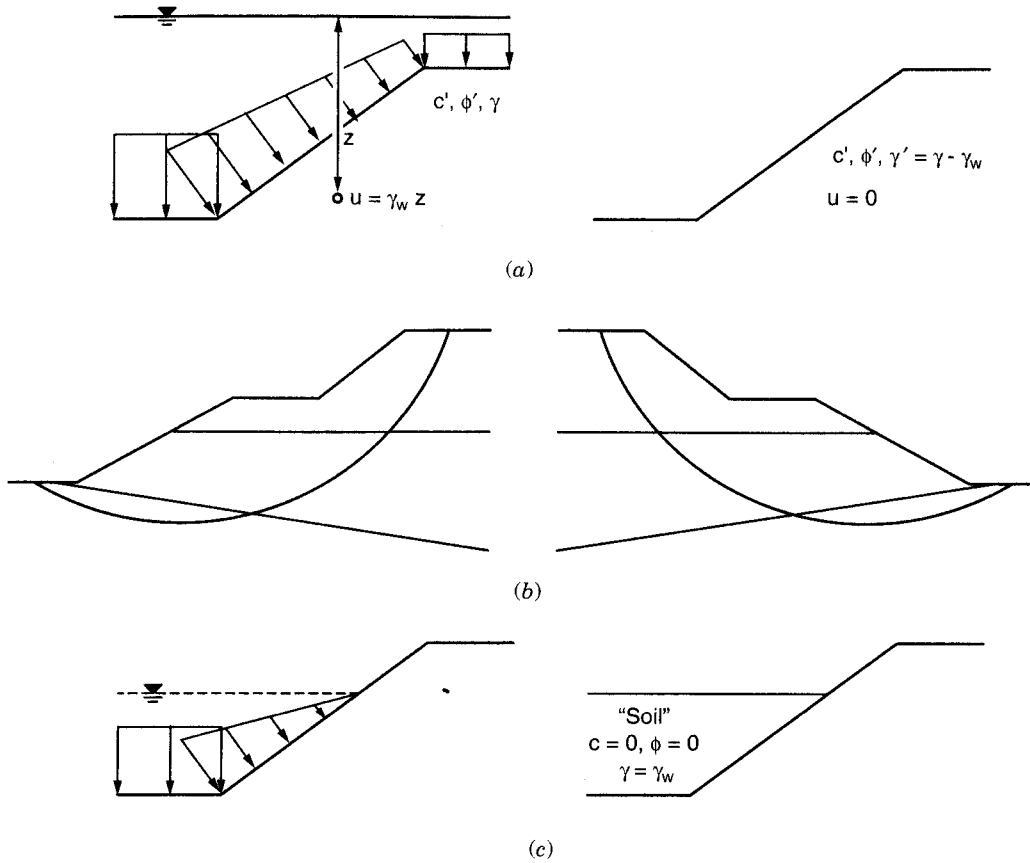 c', ϕ', γ
z
u = γw z
c', ϕ', γ' = γ - γw
u = 0
(a)
(b)
"Soil"
c = 0, ϕ = 0
γ = γw
(c)